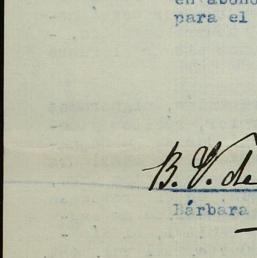 en abono
para el
B. V. de
Bárbara